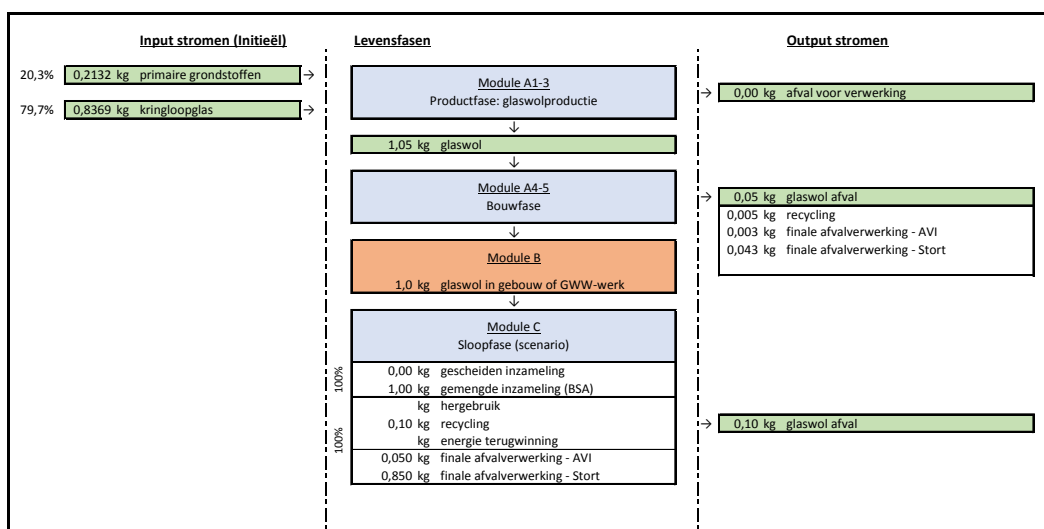 Input stromen (Initieël)
Levensfasen
Output stromen
20,3% 0,2132 kg primaire grondstoffen →
79,7% 0,8369 kg kringloopglas →
Module A1-3
Productfase: glaswolproductie
→ 0,00 kg afval voor verwerking
↓
1,05 kg glaswol
↓
Module A4-5
Bouwfase
→ 0,05 kg glaswol afval
0,005 kg recycling
0,003 kg finale afvalverwerking - AVI
0,043 kg finale afvalverwerking - Stort
↓
Module B
1,0 kg glaswol in gebouw of GWW-werk
↓
Module C
Sloopfase (scenario)
100%
0,00 kg gescheiden inzameling
1,00 kg gemengde inzameling (BSA)
100%
kg hergebruik
0,10 kg recycling
kg energie terugwinning
→ 0,10 kg glaswol afval
0,050 kg finale afvalverwerking - AVI
0,850 kg finale afvalverwerking - Stort